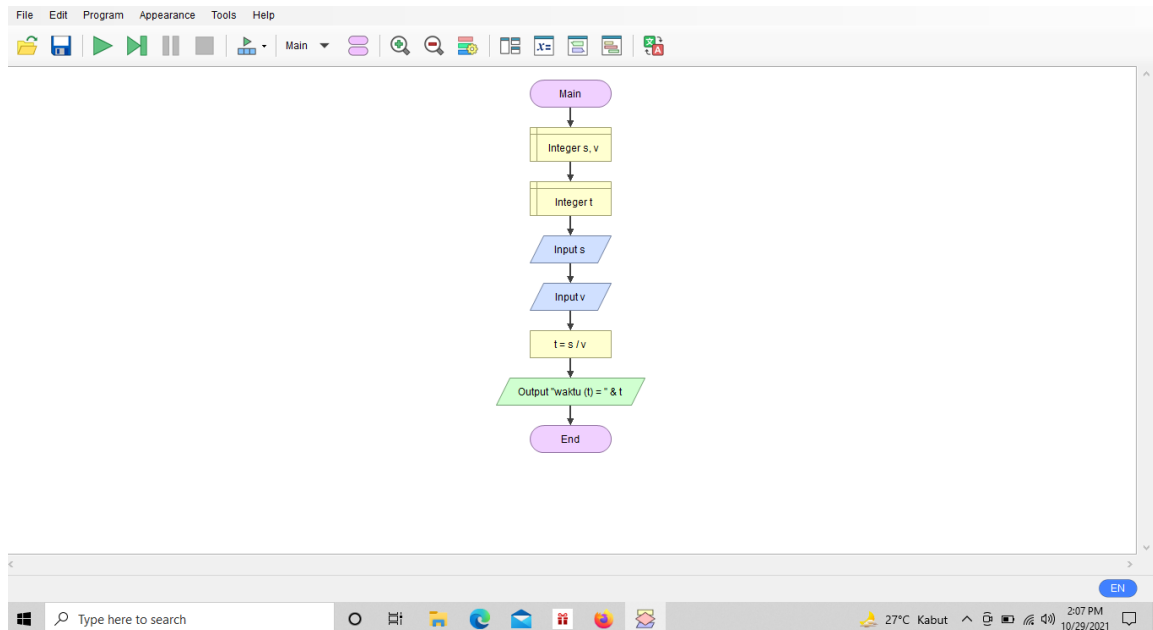 File Edit Program Appearance Tools Help
Main
x=
Main
Integer s, v
Integer t
Input s
Input v
t = s / v
Output "waktu (t) = " & t
End
EN
Type here to search
27°C Kabut
2:07 PM
10/29/2021